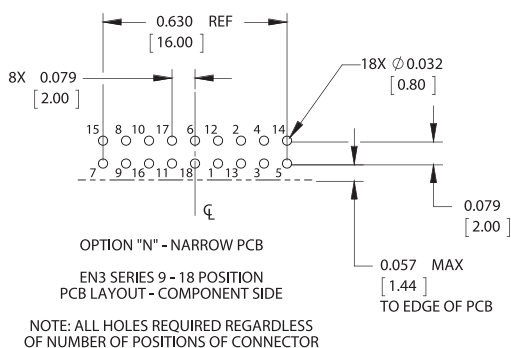 0.630 REF
[16.00]
8X 0.079
[2.00]
18X Ø 0.032
[0.80]
15 8 10 17 6 12 2 4 14
7 9 16 11 18 1 13 3 5
℄
0.079
[2.00]
0.057 MAX
[1.44]
TO EDGE OF PCB
OPTION "N" - NARROW PCB
EN3 SERIES 9 - 18 POSITION
PCB LAYOUT - COMPONENT SIDE
NOTE: ALL HOLES REQUIRED REGARDLESS
OF NUMBER OF POSITIONS OF CONNECTOR